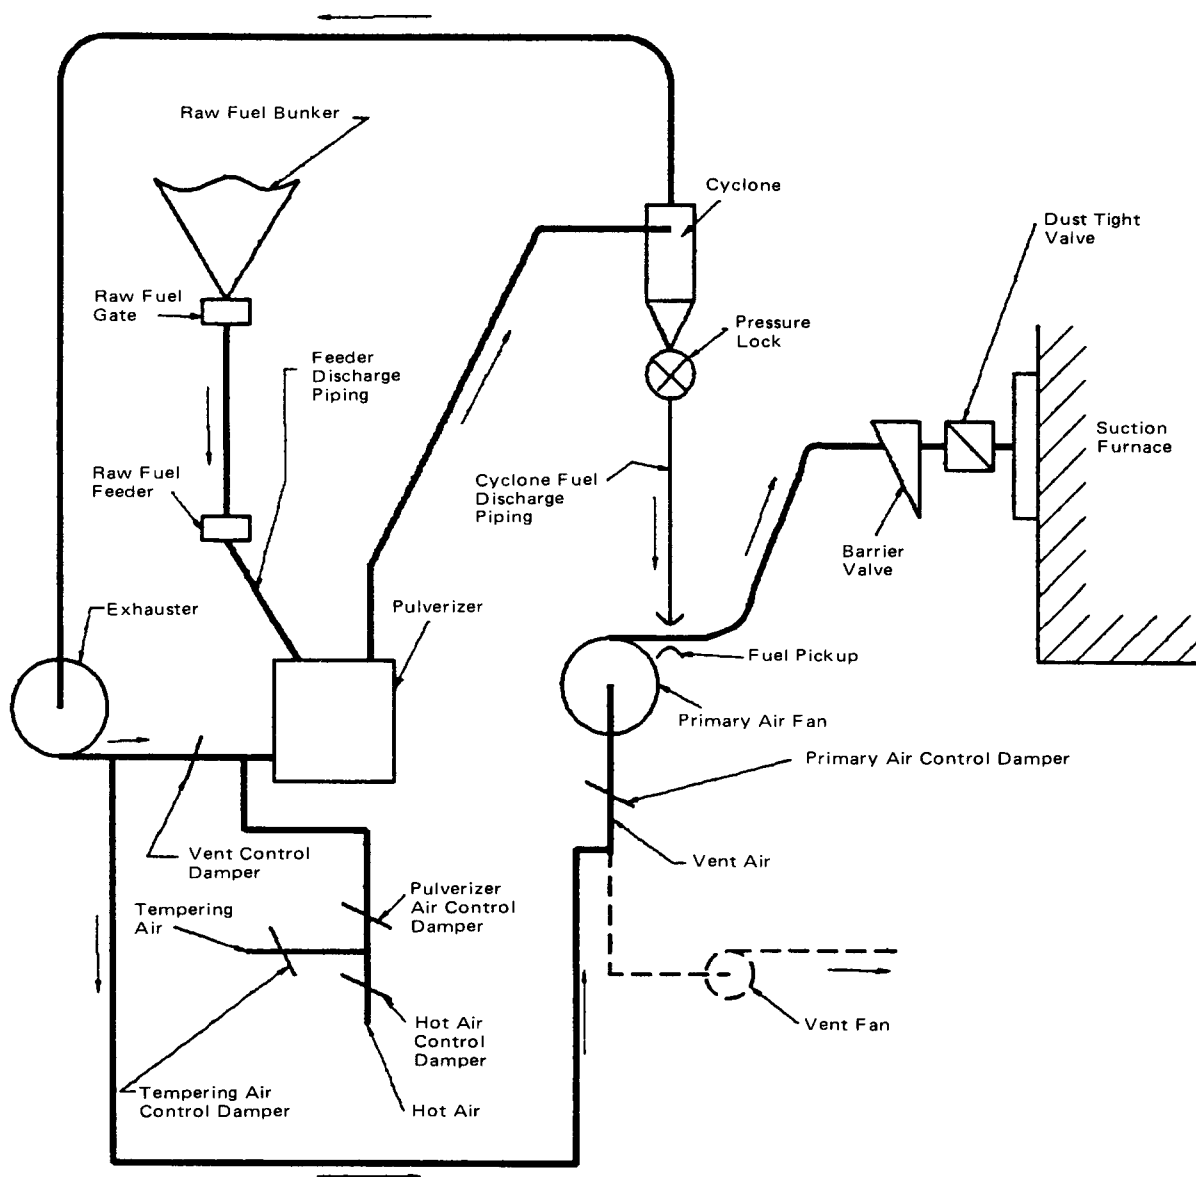 Raw Fuel Bunker
Cyclone
Dust Tight
Valve
Raw Fuel
Gate
Pressure
Lock
Feeder
Discharge
Piping
Suction
Furnace
Raw Fuel
Feeder
Cyclone Fuel
Discharge
Piping
Barrier
Valve
Exhauster
Pulverizer
Fuel Pickup
Primary Air Fan
Primary Air Control Damper
Vent Control
Damper
Vent Air
Pulverizer
Air Control
Damper
Tempering
Air
Hot Air
Control
Damper
Vent Fan
Tempering Air
Control Damper
Hot Air